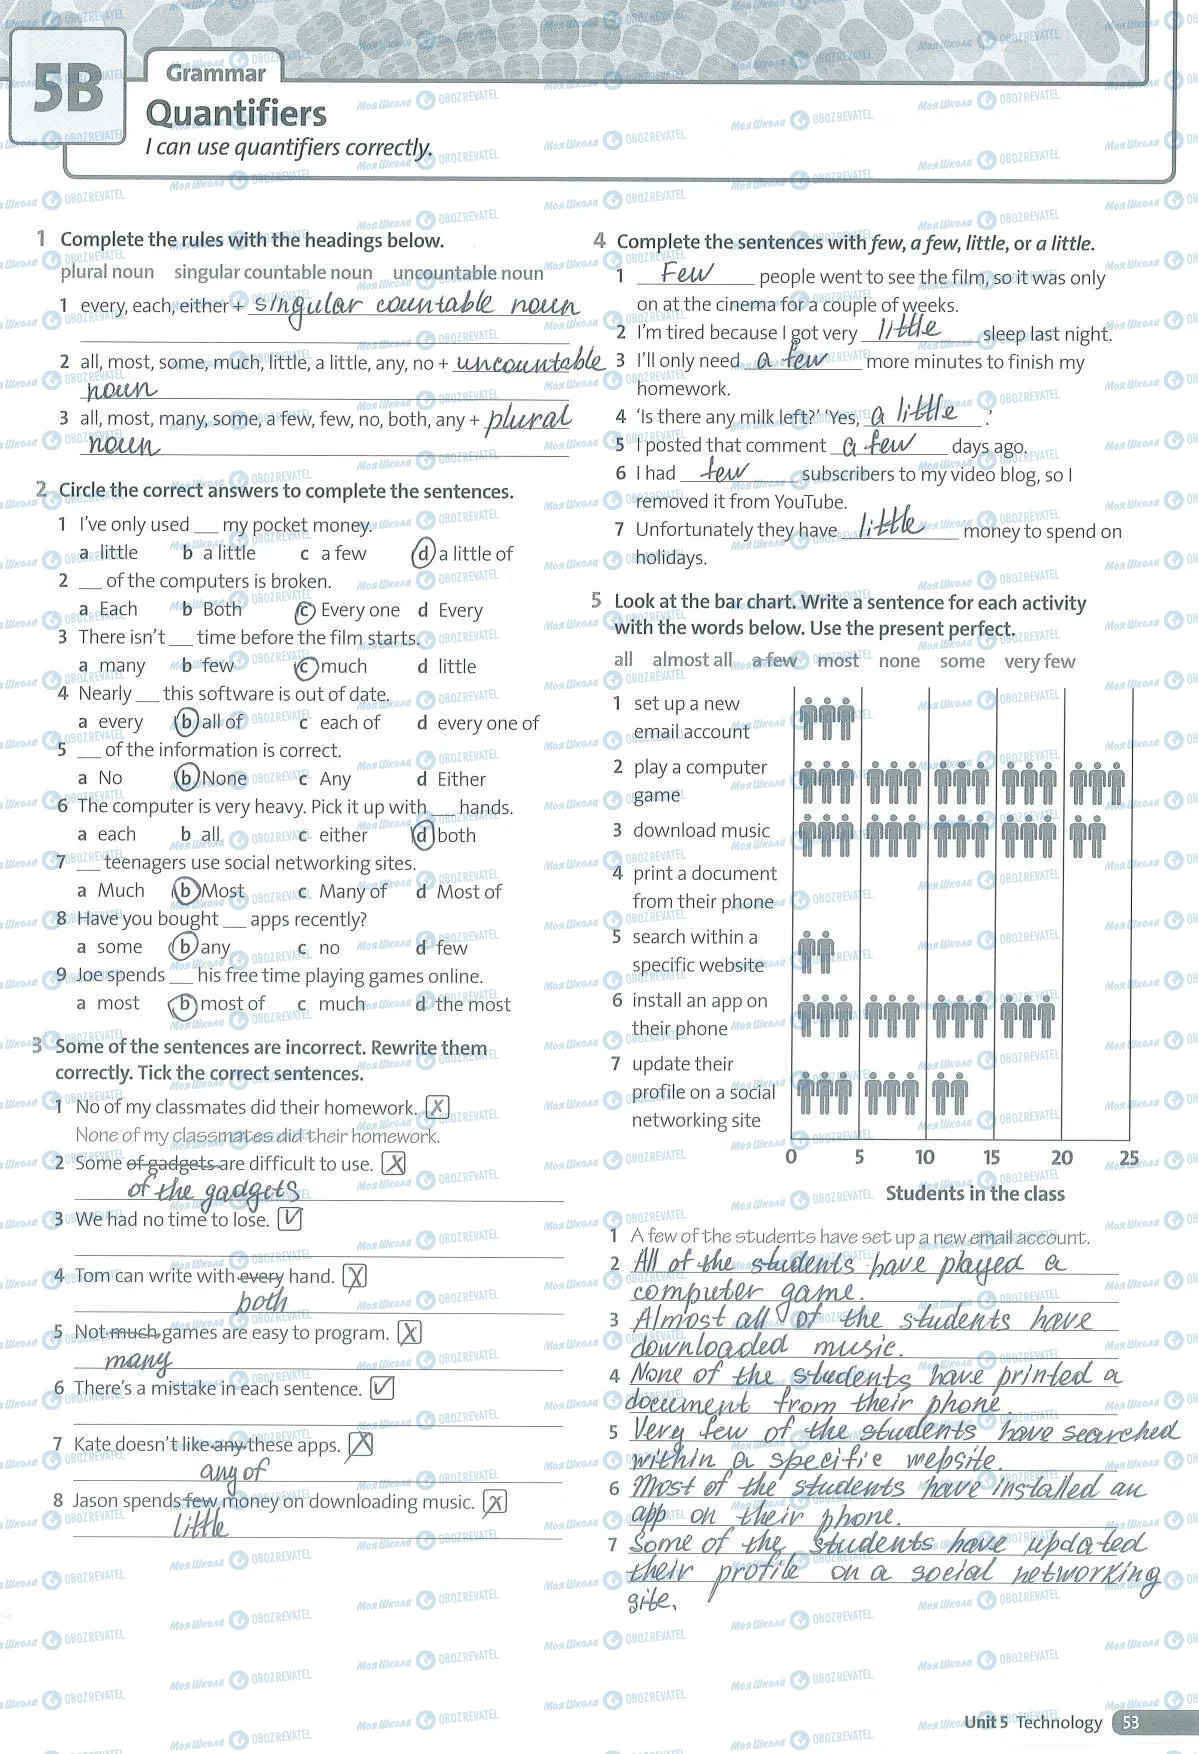 5B
Grammar
Quantifiers
I can use quantifiers correctly.
1 Complete the rules with the headings below.
plural noun singular countable noun uncountable noun
1 every, each, either + singular countable noun
2 all, most, some, much, little, a little, any, no + uncountable
noun
3 all, most, many, some, a few, few, no, both, any + plural
noun
2 Circle the correct answers to complete the sentences.
1 I've only used ___ my pocket money.
a little b a little c a few d a little of
2 ___ of the computers is broken.
a Each b Both c Every one d Every
3 There isn't ___ time before the film starts.
a many b few c much d little
4 Nearly ___ this software is out of date.
a every b all of c each of d every one of
5 ___ of the information is correct.
a No b None c Any d Either
6 The computer is very heavy. Pick it up with ___ hands.
a each b all c either d both
7 ___ teenagers use social networking sites.
a Much b Most c Many of d Most of
8 Have you bought ___ apps recently?
a some b any c no d few
9 Joe spends ___ his free time playing games online.
a most b most of c much d the most
3 Some of the sentences are incorrect. Rewrite them
correctly. Tick the correct sentences.
1 No of my classmates did their homework. X
None of my classmates did their homework.
2 Some of gadgets are difficult to use. X
of the gadgets
3 We had no time to lose. ✓
4 Tom can write with every hand. X
both
5 Not much games are easy to program. X
many
6 There's a mistake in each sentence. ✓
7 Kate doesn't like any these apps. X
any of
8 Jason spends few money on downloading music. X
little
4 Complete the sentences with few, a few, little, or a little.
1 Few people went to see the film, so it was only
on at the cinema for a couple of weeks.
2 I'm tired because I got very little sleep last night.
3 I'll only need a few more minutes to finish my
homework.
4 'Is there any milk left?' 'Yes, a little .'
5 I posted that comment a few days ago.
6 I had few subscribers to my video blog, so I
removed it from YouTube.
7 Unfortunately they have little money to spend on
holidays.
5 Look at the bar chart. Write a sentence for each activity
with the words below. Use the present perfect.
all almost all a few most none some very few
1 set up a new
email account
2 play a computer
game
3 download music
4 print a document
from their phone
5 search within a
specific website
6 install an app on
their phone
7 update their
profile on a social
networking site
0 5 10 15 20 25
Students in the class
1 A few of the students have set up a new email account.
2 All of the students have played a
computer game.
3 Almost all of the students have
downloaded music.
4 None of the students have printed a
document from their phone.
5 Very few of the students have searched
within a specific website.
6 Most of the students have installed an
app on their phone.
7 Some of the students have updated
their profile on a social networking
site.
Unit 5 Technology 53
Моя Школа OBOZREVATEL